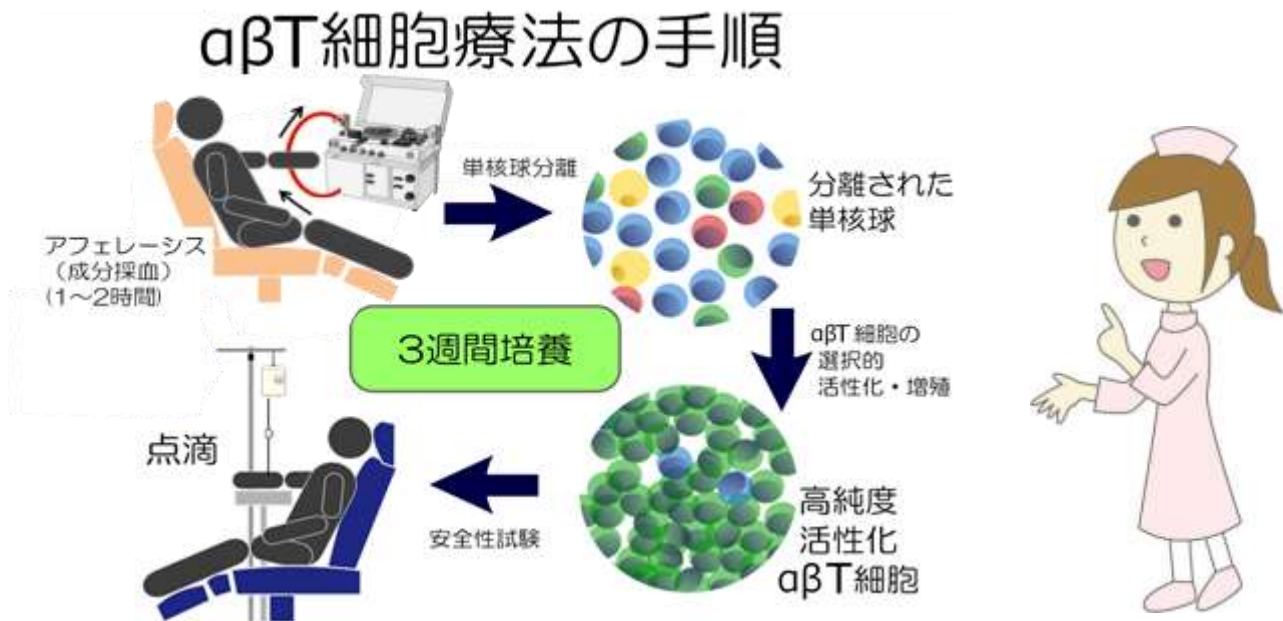 αβT細胞療法の手順
単核球分離
分離された
単核球
アフェレーシス
(成分採血)
(1〜2時間)
3週間培養
αβT細胞の
選択的
活性化・増殖
点滴
安全性試験
高純度
活性化
αβT細胞